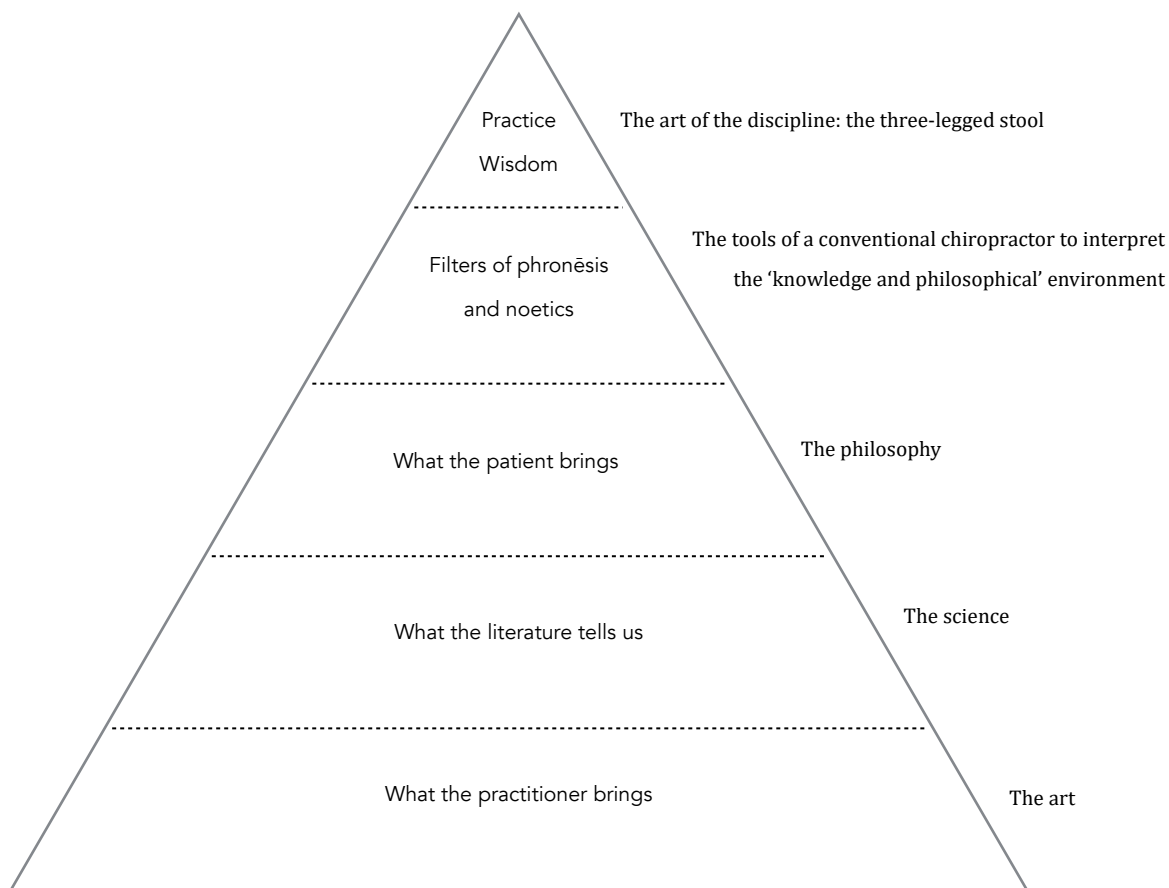 Practice
Wisdom
The art of the discipline: the three-legged stool
Filters of phronēsis
and noetics
The tools of a conventional chiropractor to interpret
the ‘knowledge and philosophical’ environment
What the patient brings
The philosophy
What the literature tells us
The science
What the practitioner brings
The art